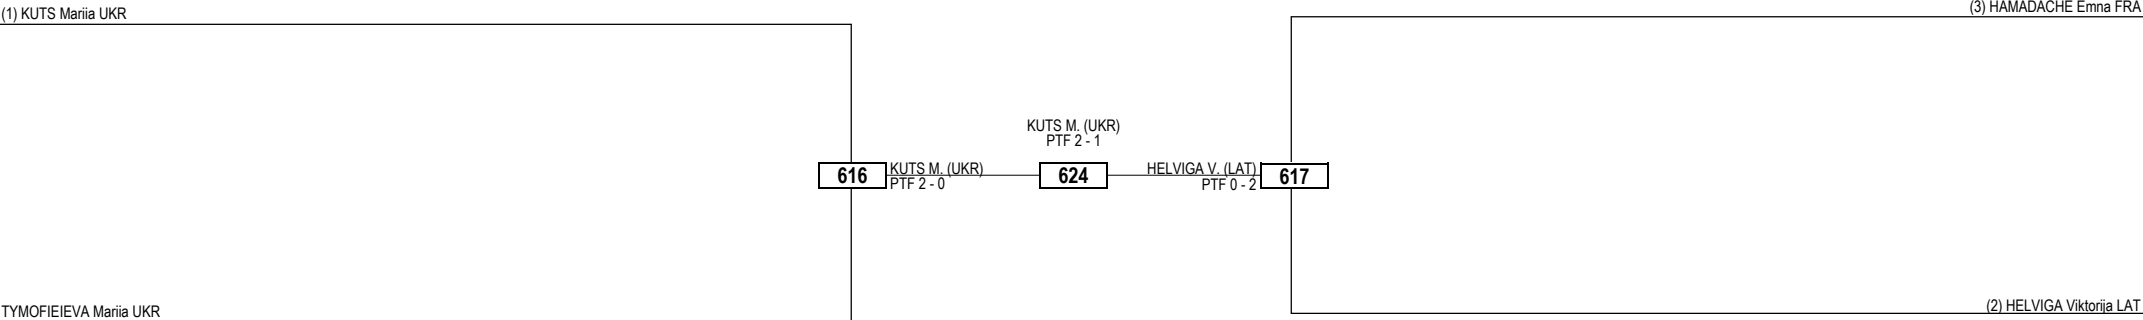 (1) KUTS Mariia UKR
(3) HAMADACHE Emna FRA
KUTS M. (UKR)
PTF 2 - 1
616
KUTS M. (UKR)
PTF 2 - 0
624
HELVIGA V. (LAT)
PTF 0 - 2
617
TYMOFIEIEVA Mariia UKR
(2) HELVIGA Viktorija LAT